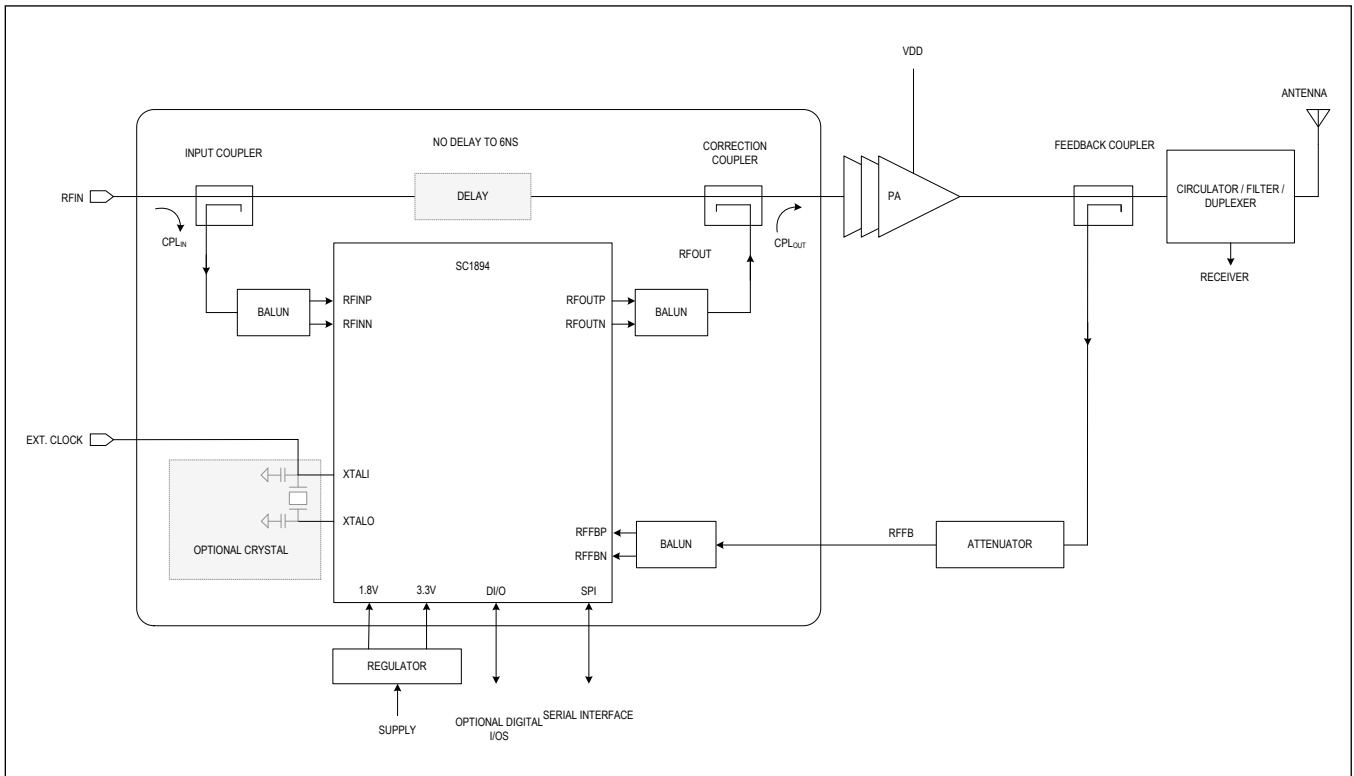 VDD
ANTENNA
NO DELAY TO 6NS
INPUT COUPLER
CORRECTION
COUPLER
FEEDBACK COUPLER
RFIN
DELAY
PA
CIRCULATOR / FILTER /
DUPLEXER
CPLIN
CPLOUT
RFOUT
SC1894
RECEIVER
BALUN
RFINP
RFINN
RFOUTP
RFOUTN
BALUN
EXT. CLOCK
XTALI
XTALO
OPTIONAL CRYSTAL
RFFBP
RFFBN
BALUN
RFFB
ATTENUATOR
1.8V
3.3V
DI/O
SPI
REGULATOR
SUPPLY
OPTIONAL DIGITAL
I/OS
SERIAL INTERFACE